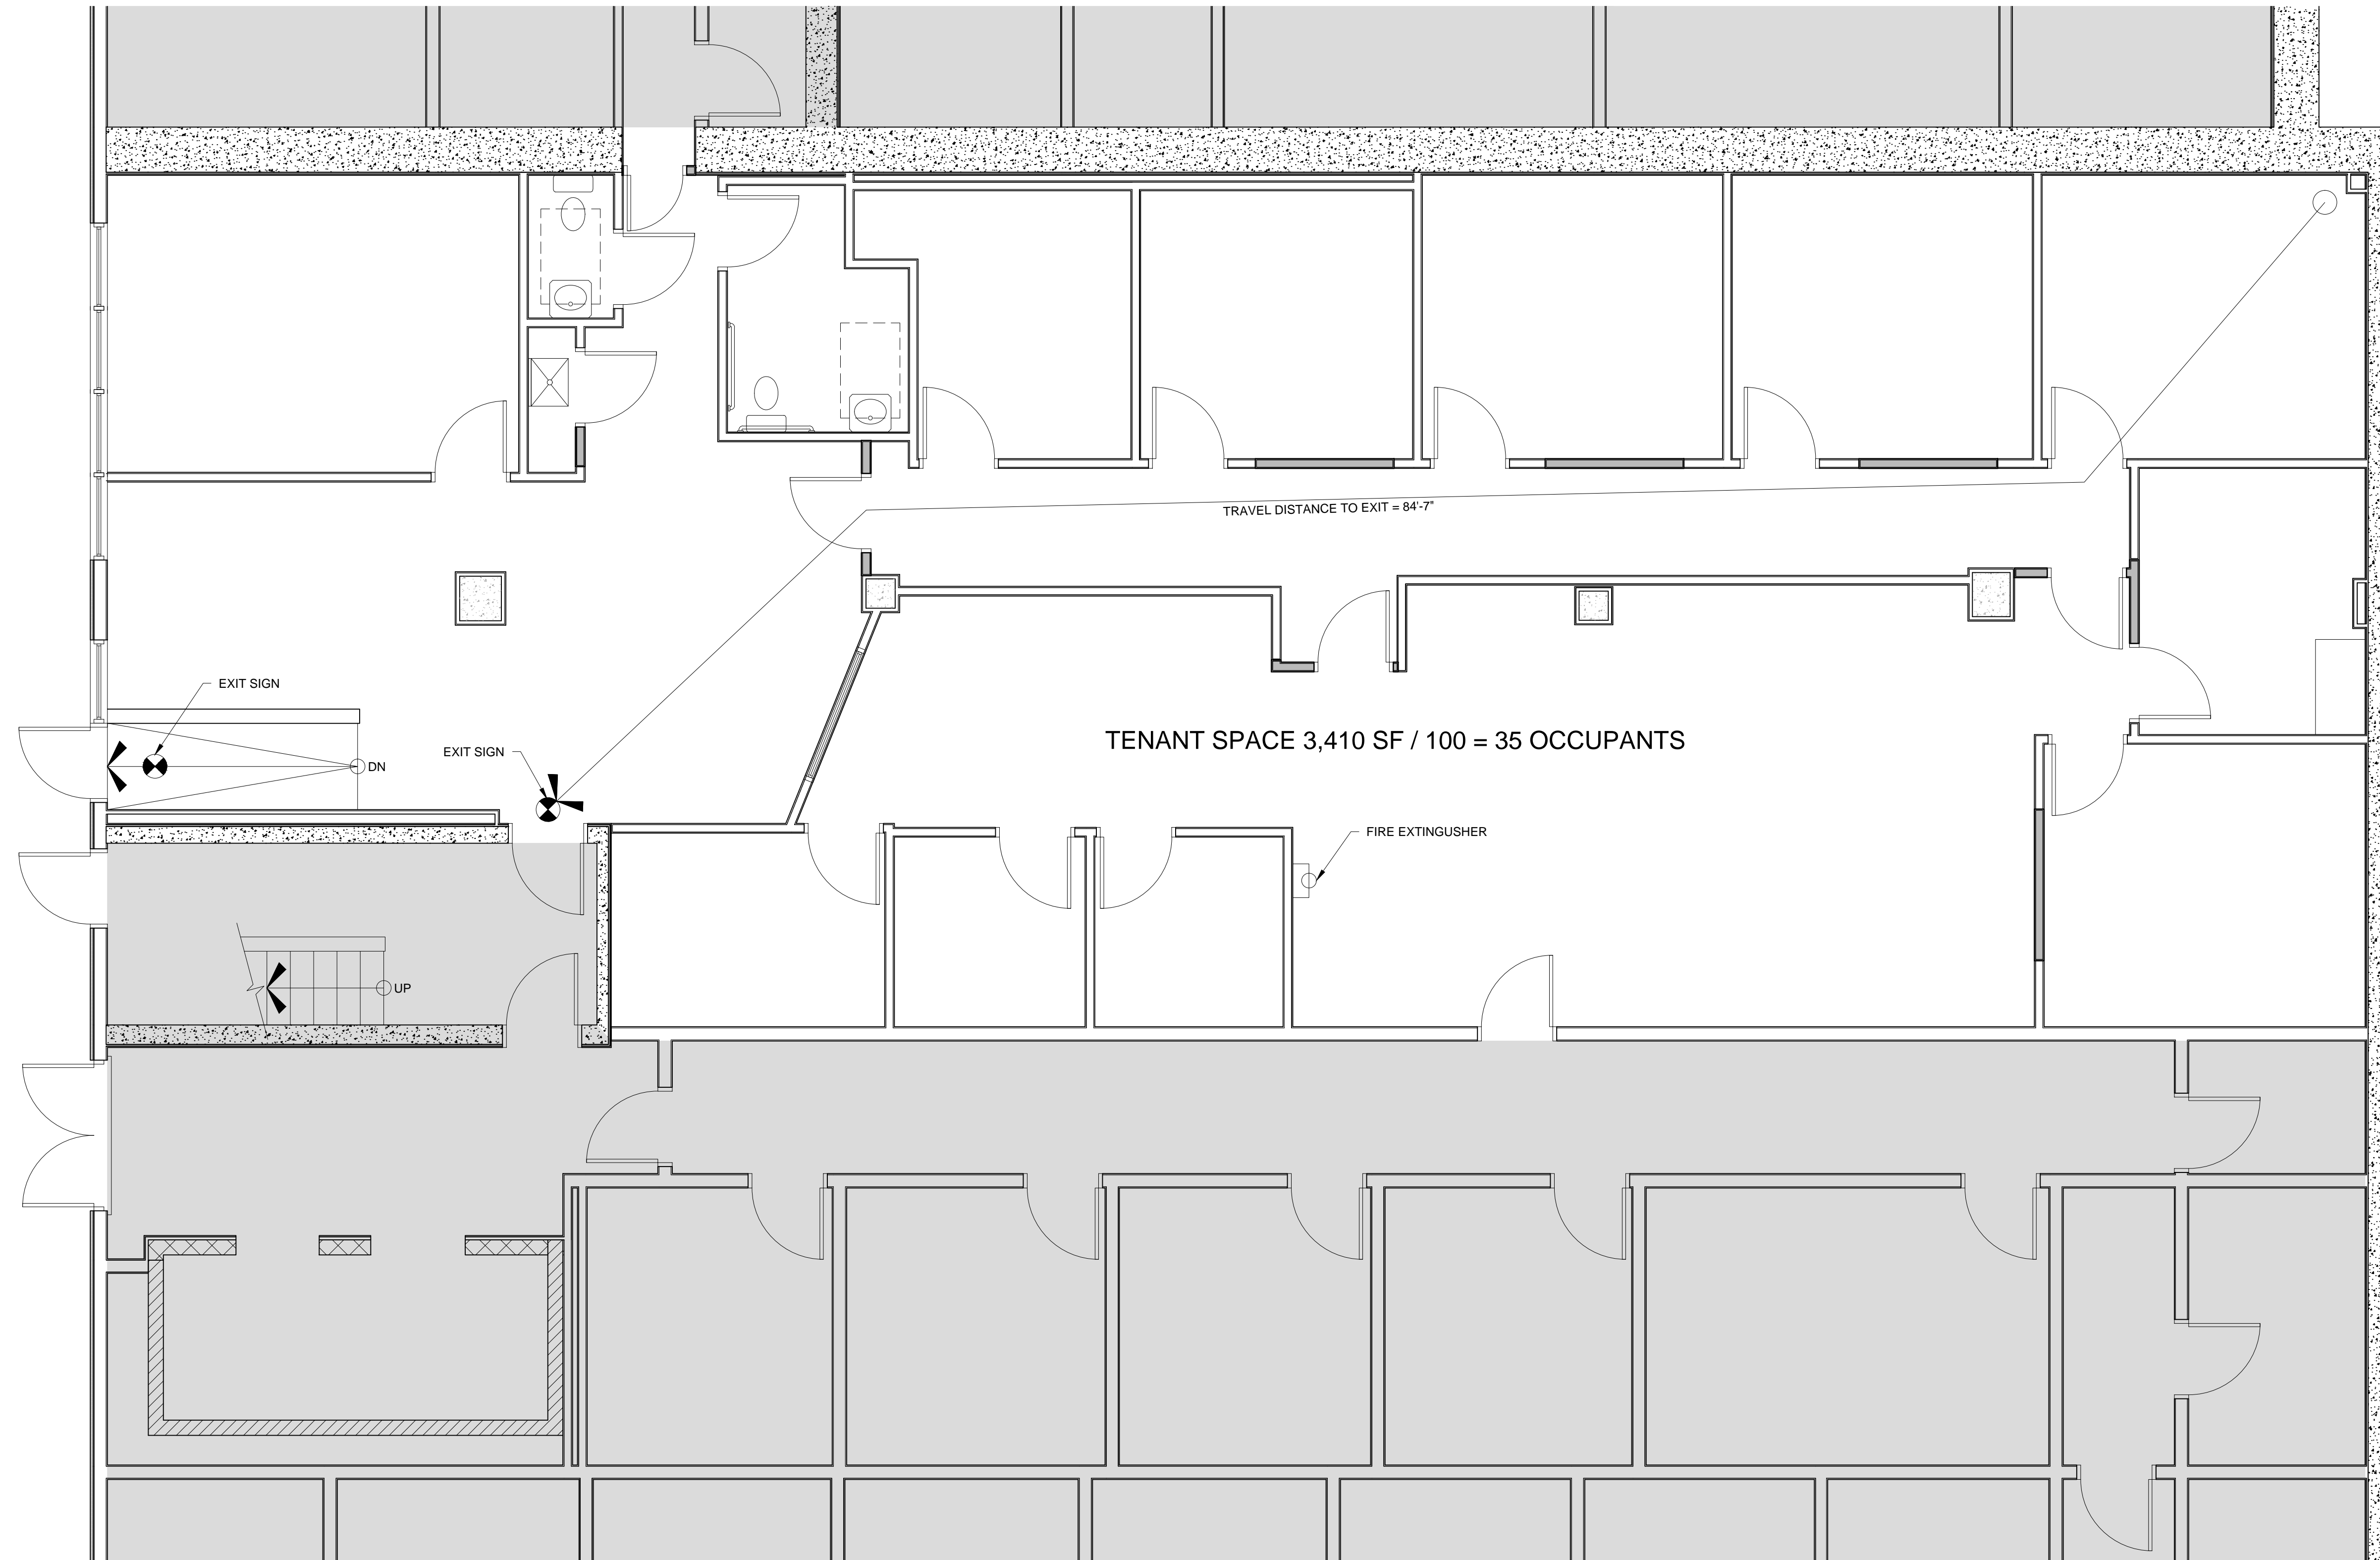 TRAVEL DISTANCE TO EXIT = 84'-7"
EXIT SIGN
EXIT SIGN
DN
TENANT SPACE 3,410 SF / 100 = 35 OCCUPANTS
FIRE EXTINGUSHER
UP